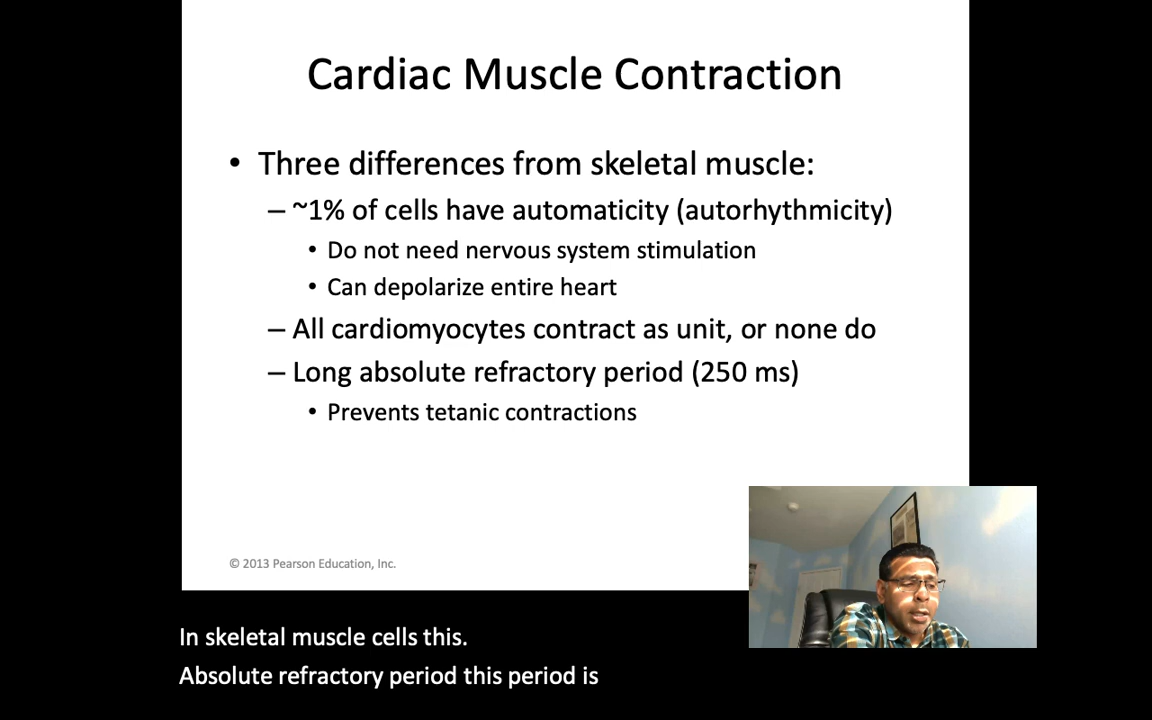 Cardiac Muscle Contraction
• Three differences from skeletal muscle:
– ~1% of cells have automaticity (autorhythmicity)
• Do not need nervous system stimulation
• Can depolarize entire heart
– All cardiomyocytes contract as unit, or none do
– Long absolute refractory period (250 ms)
• Prevents tetanic contractions
© 2013 Pearson Education, Inc.
In skeletal muscle cells this.
Absolute refractory period this period is